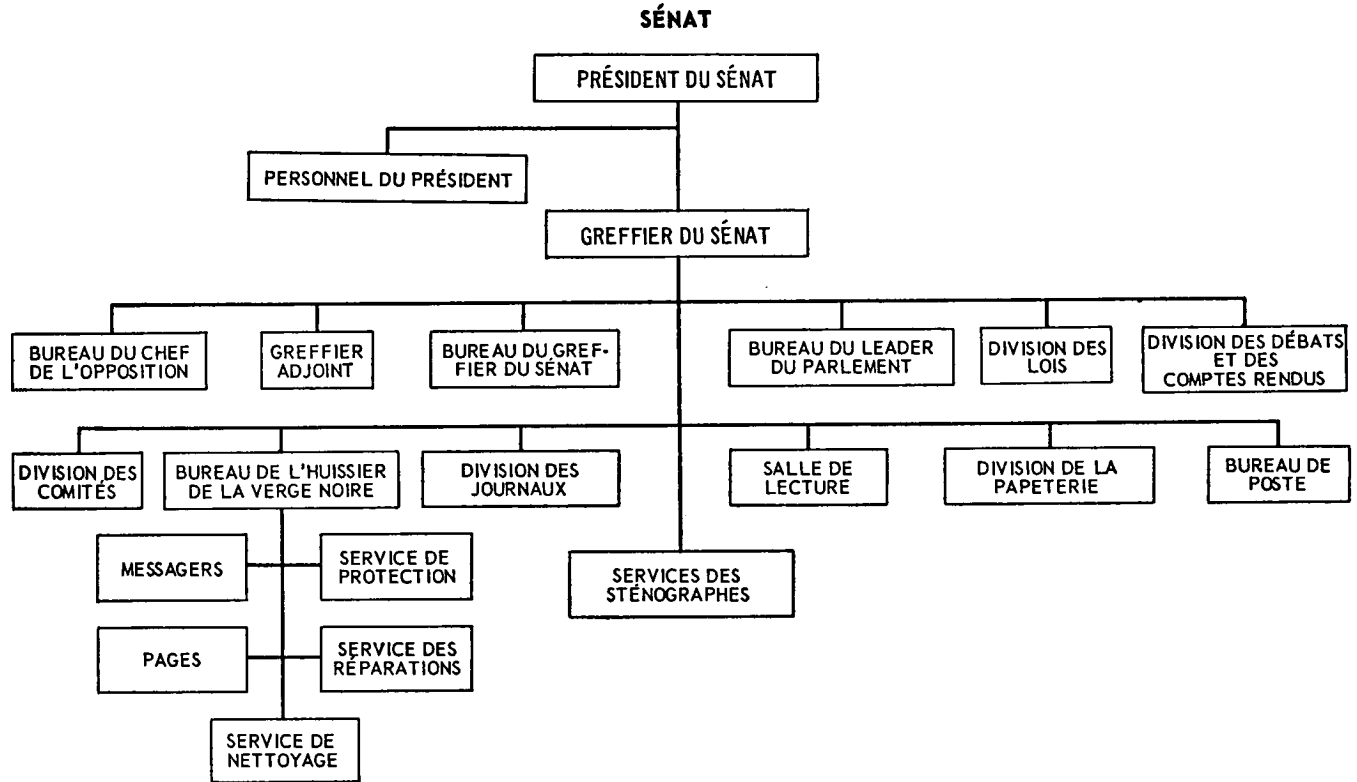 SÉNAT
PRÉSIDENT DU SÉNAT
PERSONNEL DU PRÉSIDENT
GREFFIER DU SÉNAT
BUREAU DU CHEF
DE L'OPPOSITION
GREFFIER
ADJOINT
BUREAU DU GREF-
FIER DU SÉNAT
BUREAU DU LEADER
DU PARLEMENT
DIVISION DES
LOIS
DIVISION DES DÉBATS
ET DES
COMPTES RENDUS
DIVISION DES
COMITÉS
BUREAU DE L'HUISSIER
DE LA VERGE NOIRE
DIVISION DES
JOURNAUX
SALLE DE
LECTURE
DIVISION DE LA
PAPETERIE
BUREAU DE
POSTE
MESSAGERS
SERVICE DE
PROTECTION
SERVICES DES
STÉNOGRAPHES
PAGES
SERVICE DES
RÉPARATIONS
SERVICE DE
NETTOYAGE